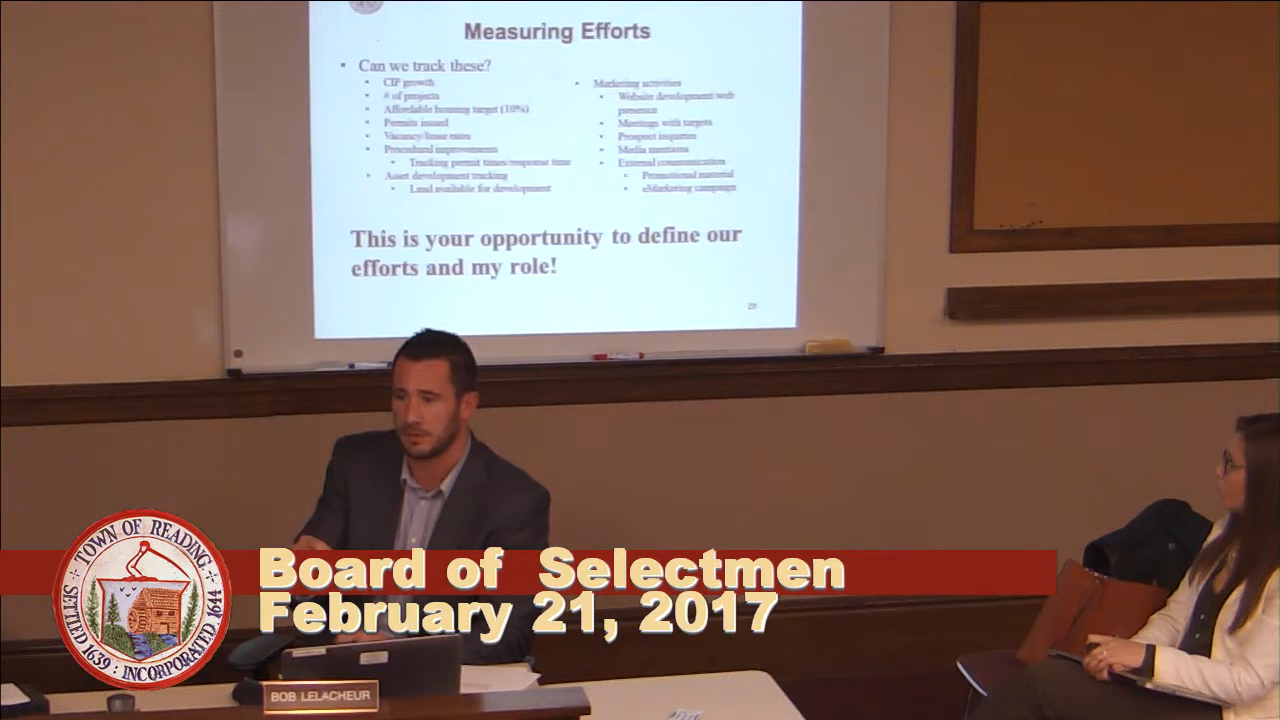 Measuring Efforts
• Can we track these?
• CIP growth
• # of projects
• Affordable housing target (10%)
• Permits issued
• Vacancy/lease rates
• Procedural improvements
• Tracking permit times/response time
• Asset development tracking
• Land available for development
• Marketing activities
• Website development/web
presence
• Meetings with targets
• Prospect inquiries
• Media mentions
• External communication
• Promotional material
• eMarketing campaign
This is your opportunity to define our
efforts and my role!
29
TOWN OF READING
SETTLED 1639 : INCORPORATED 1644
Board of Selectmen
February 21, 2017
BOB LELACHEUR